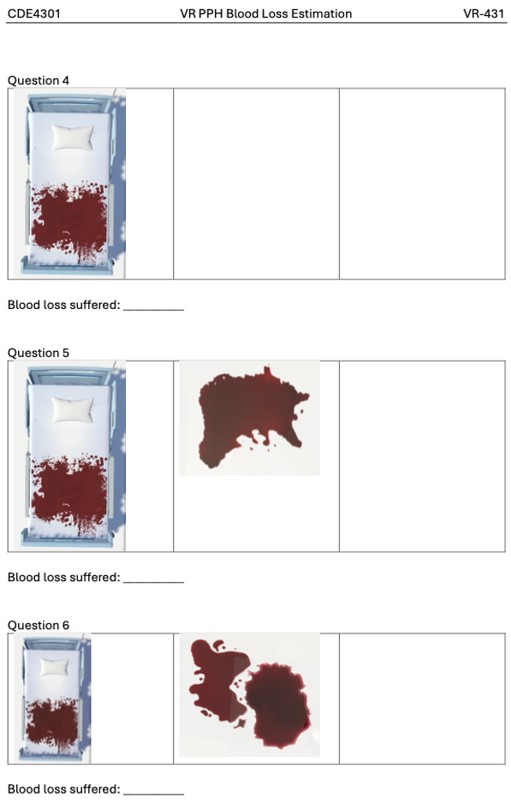 CDE4301 VR PPH Blood Loss Estimation VR-431
Question 4
Blood loss suffered: __________
Question 5
Blood loss suffered: __________
Question 6
Blood loss suffered: __________